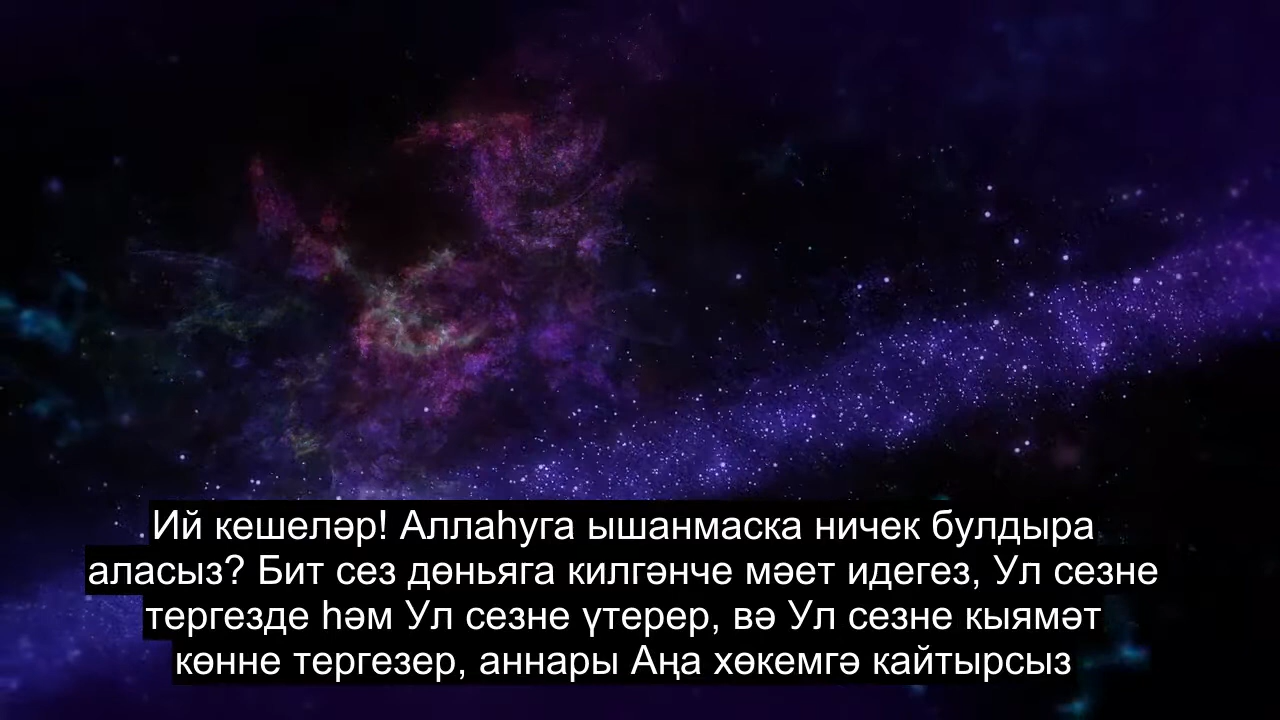 Ий кешеләр! Аллаһуга ышанмаска ничек булдыра
аласыз? Бит сез дөньяга килгәнче мәет идегез, Ул сезне
тергезде һәм Ул сезне үтерер, вә Ул сезне кыямәт
көнне тергезер, аннары Аңа хөкемгә кайтырсыз